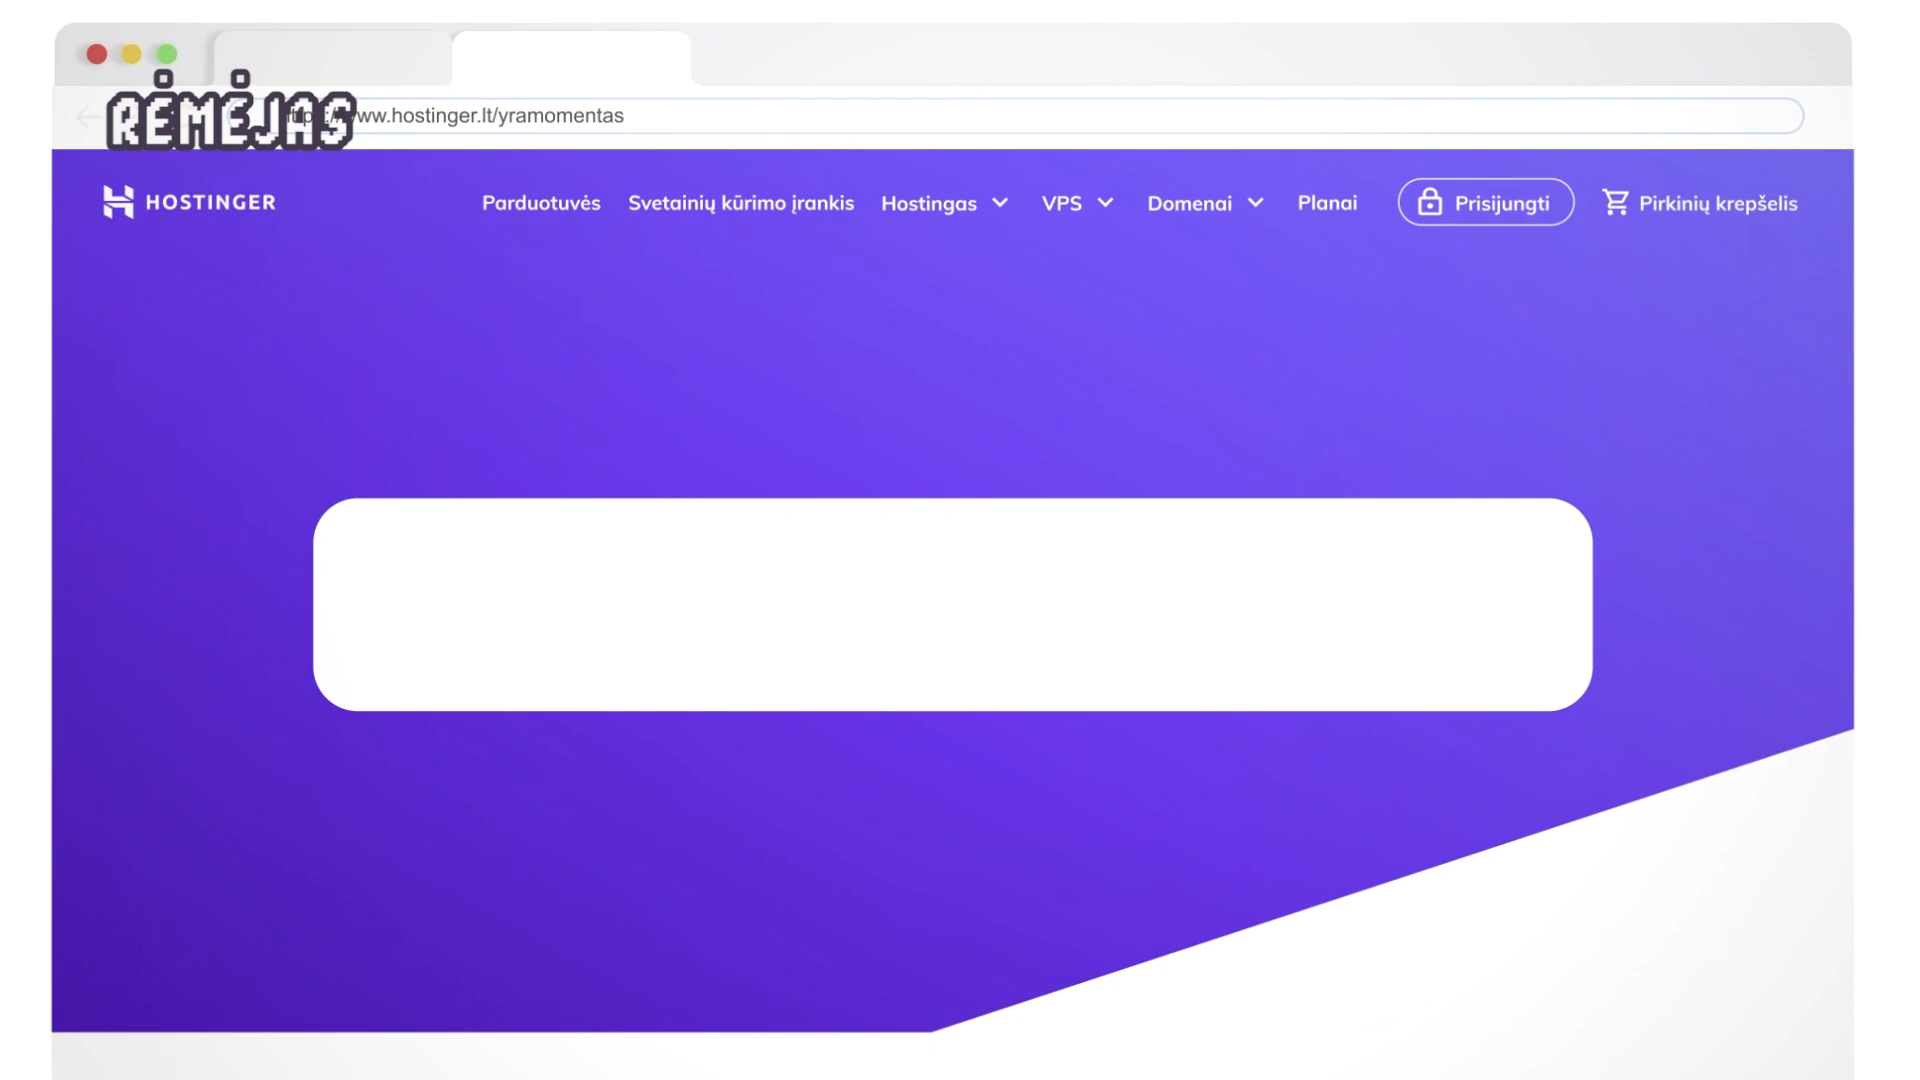 RĖMĖJAS
www.hostinger.lt/yramomentas
HOSTINGER
Parduotuvės Svetainių kūrimo įrankis Hostingas VPS Domenai Planai Prisijungti Pirkinių krepšelis